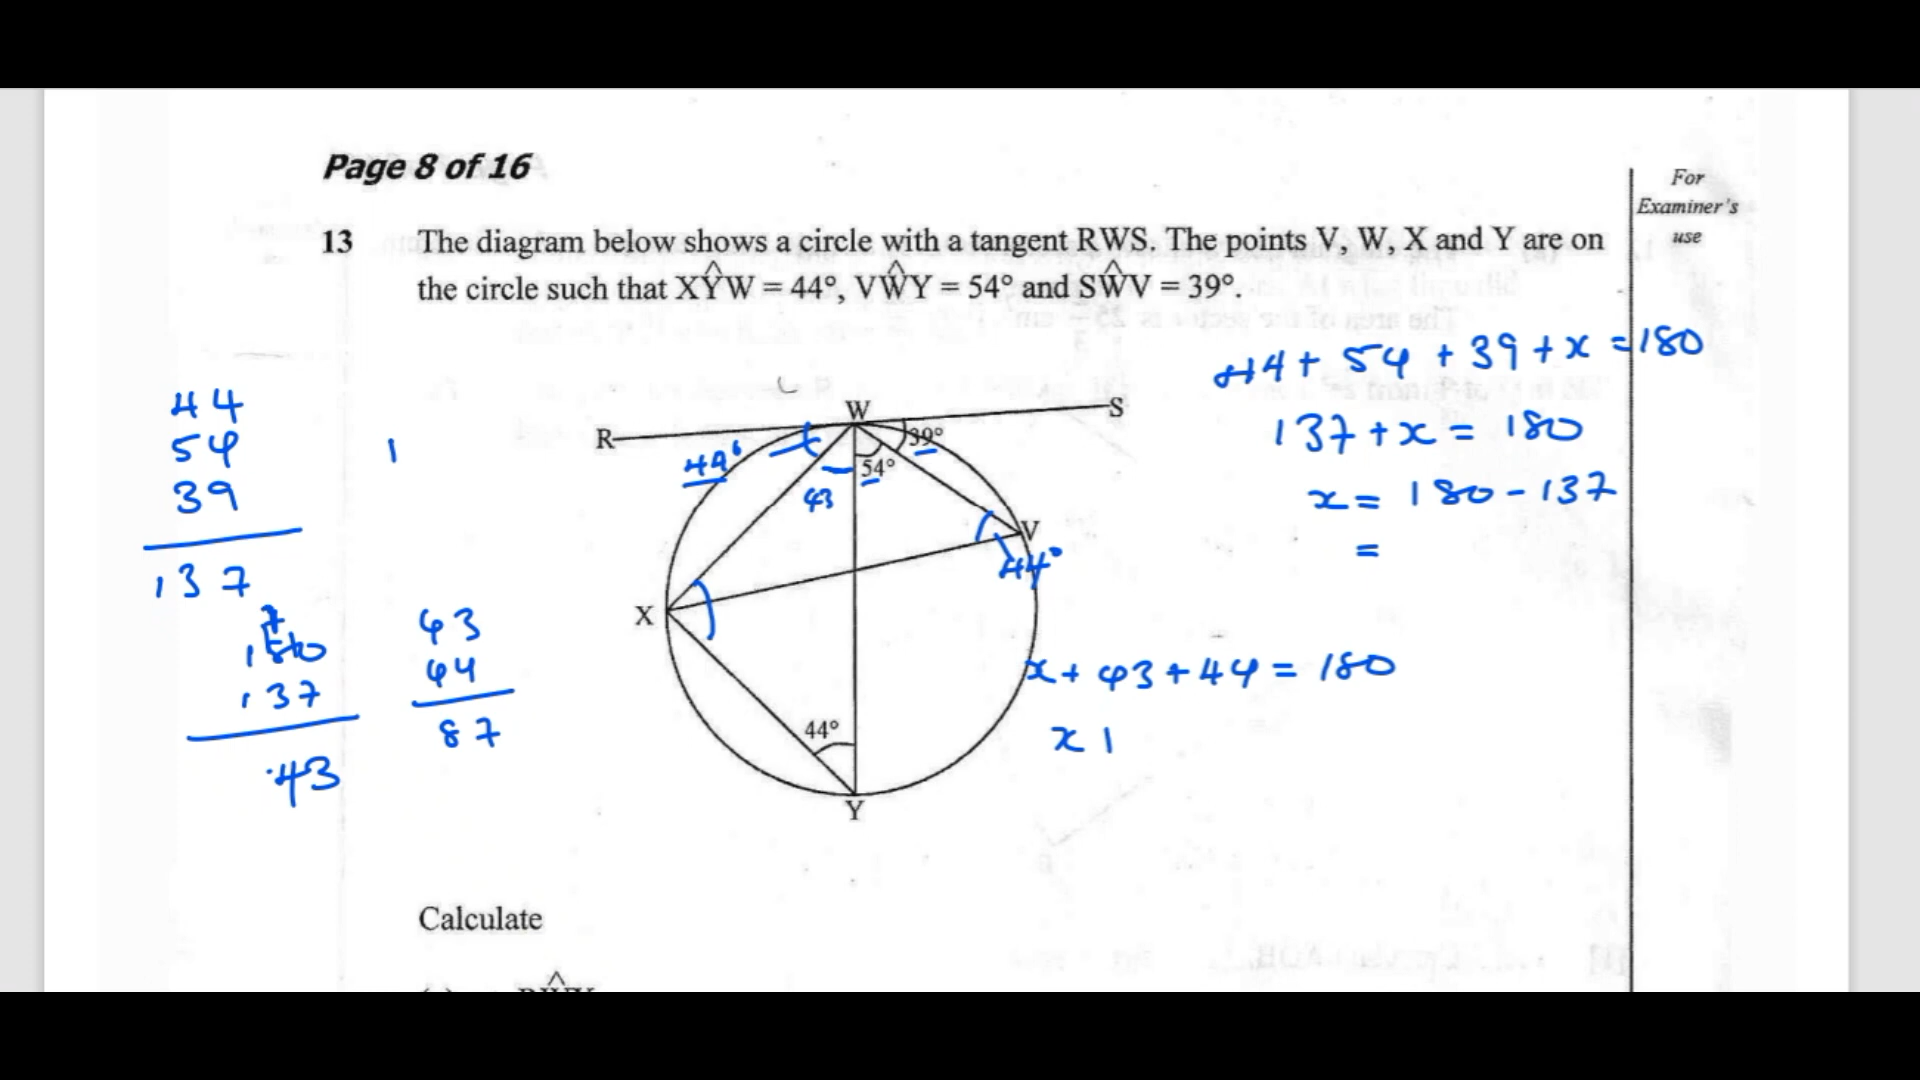 Page 8 of 16
For
Examiner's
use
13 The diagram below shows a circle with a tangent RWS. The points V, W, X and Y are on
the circle such that XŶW = 44°, VŴY = 54° and SŴV = 39°.
44 + 54 + 39 + x = 180
137 + x = 180
x = 180 - 137
=
44
54
39
137
1
7
180
137
43
43
44
87
R
W
S
39°
54°
44°
43
V
44°
X
44°
Y
x + 43 + 44 = 180
x 1
Calculate